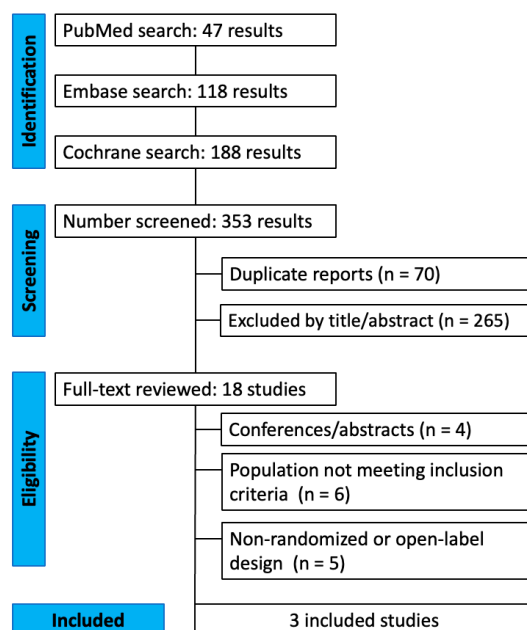 Identification
PubMed search: 47 results
Embase search: 118 results
Cochrane search: 188 results
Screening
Number screened: 353 results
Duplicate reports (n = 70)
Excluded by title/abstract (n = 265)
Eligibility
Full-text reviewed: 18 studies
Conferences/abstracts (n = 4)
Population not meeting inclusion
criteria (n = 6)
Non-randomized or open-label
design (n = 5)
Included
3 included studies